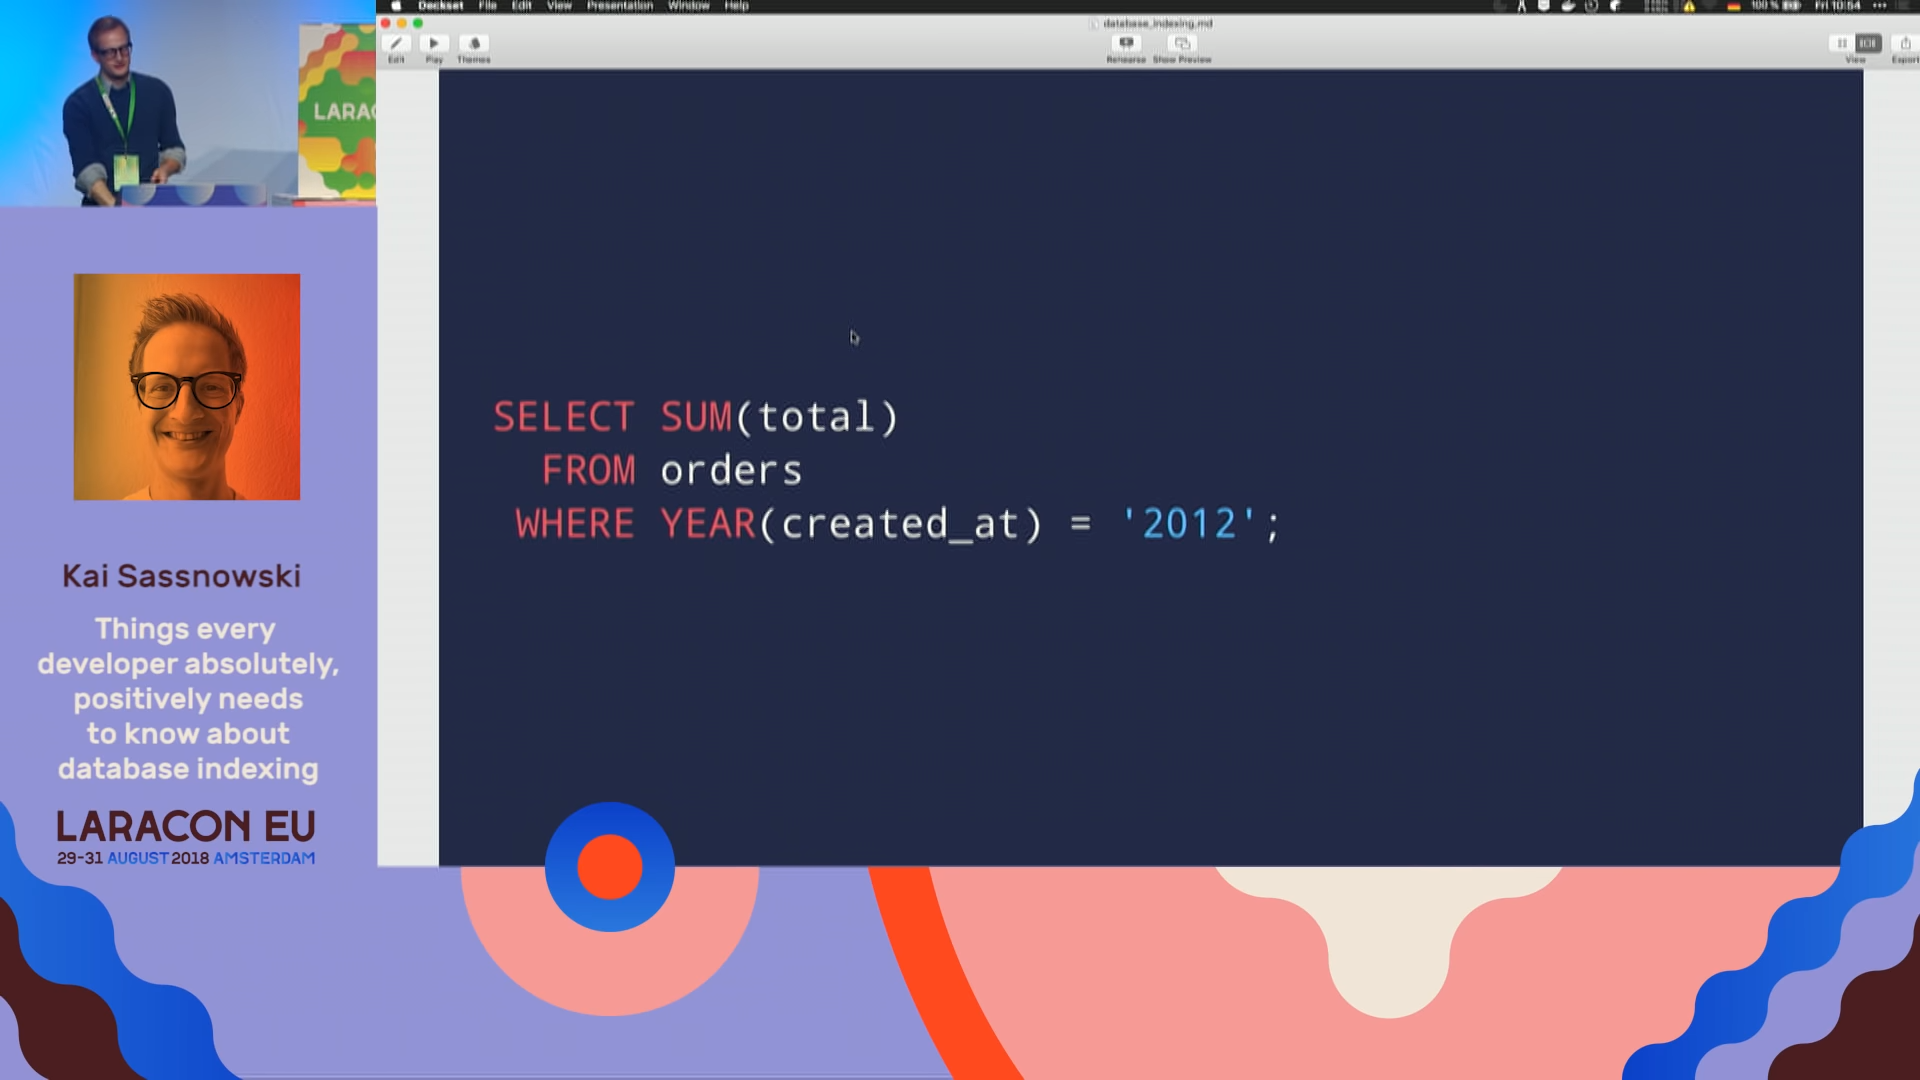 Deckset File Edit View Presentation Window Help
100 % Fri 10:54
database_indexing.md
Edit Play Themes
Rehearse Show Preview
View Export
LARAC
SELECT SUM(total)
FROM orders
WHERE YEAR(created_at) = '2012';
Kai Sassnowski
Things every
developer absolutely,
positively needs
to know about
database indexing
LARACON EU
29-31 AUGUST 2018 AMSTERDAM